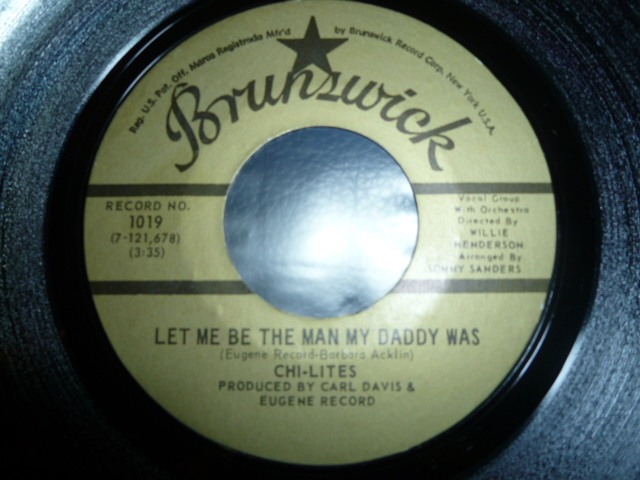 Reg. U.S. Pat. Off. Marca Registrada Mfr'd by Brunswick Record Corp. New York U.S.A.
Brunswick
RECORD NO.
1019
(7-121,678)
(3:35)
Vocal Group
With Orchestra
Directed By
WILLIE
HENDERSON
Arranged By
SONNY SANDERS
LET ME BE THE MAN MY DADDY WAS
(Eugene Record-Barbara Acklin)
CHI-LITES
PRODUCED BY CARL DAVIS &
EUGENE RECORD